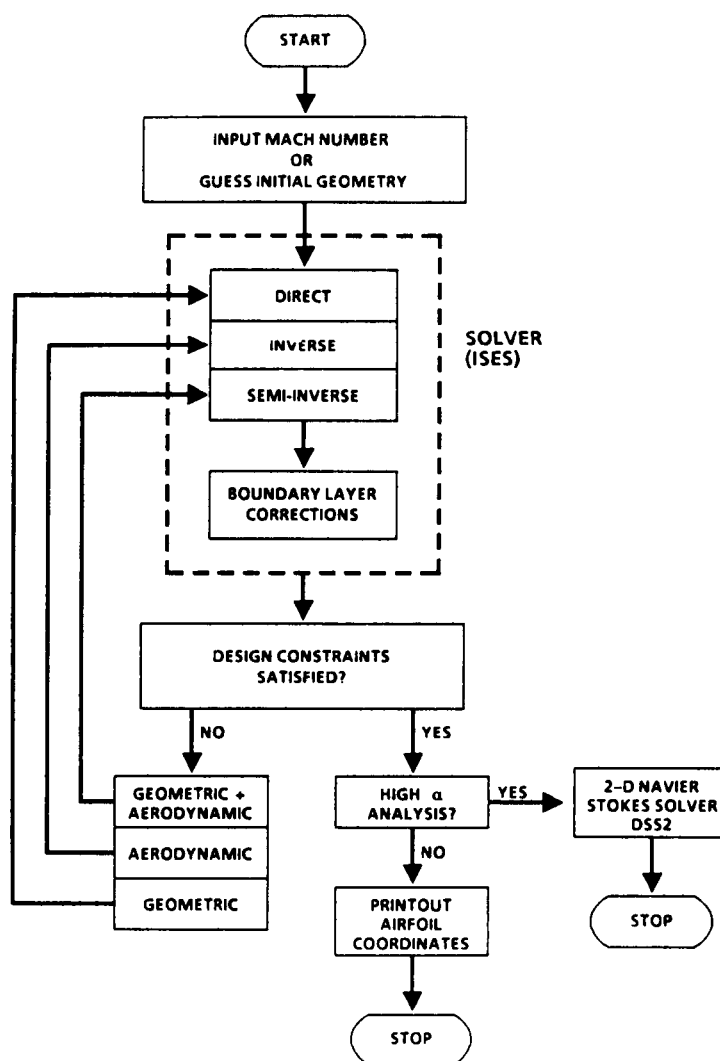 START
INPUT MACH NUMBER
OR
GUESS INITIAL GEOMETRY
DIRECT
INVERSE
SEMI-INVERSE
SOLVER
(ISES)
BOUNDARY LAYER
CORRECTIONS
DESIGN CONSTRAINTS
SATISFIED?
NO
YES
GEOMETRIC +
AERODYNAMIC
AERODYNAMIC
GEOMETRIC
HIGH α
ANALYSIS?
YES
2-D NAVIER
STOKES SOLVER
DSS2
NO
PRINTOUT
AIRFOIL
COORDINATES
STOP
STOP